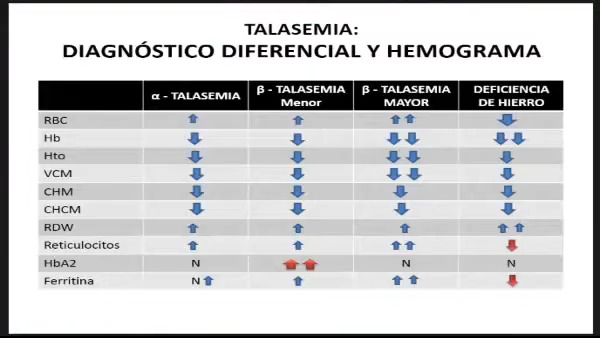 TALASEMIA:
DIAGNÓSTICO DIFERENCIAL Y HEMOGRAMA
α - TALASEMIA β - TALASEMIA Menor β - TALASEMIA MAYOR DEFICIENCIA DE HIERRO
RBC
Hb
Hto
VCM
CHM
CHCM
RDW
Reticulocitos
HbA2 N N N
Ferritina N